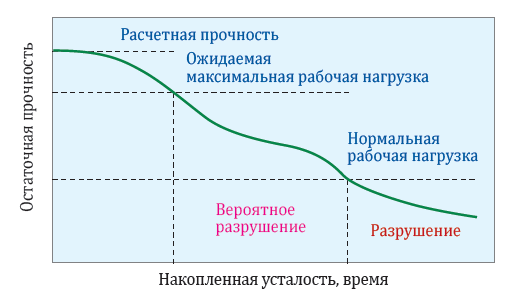 Расчетная прочность
Ожидаемая
максимальная рабочая нагрузка
Нормальная
рабочая нагрузка
Остаточная прочность
Вероятное
разрушение
Разрушение
Накопленная усталость, время